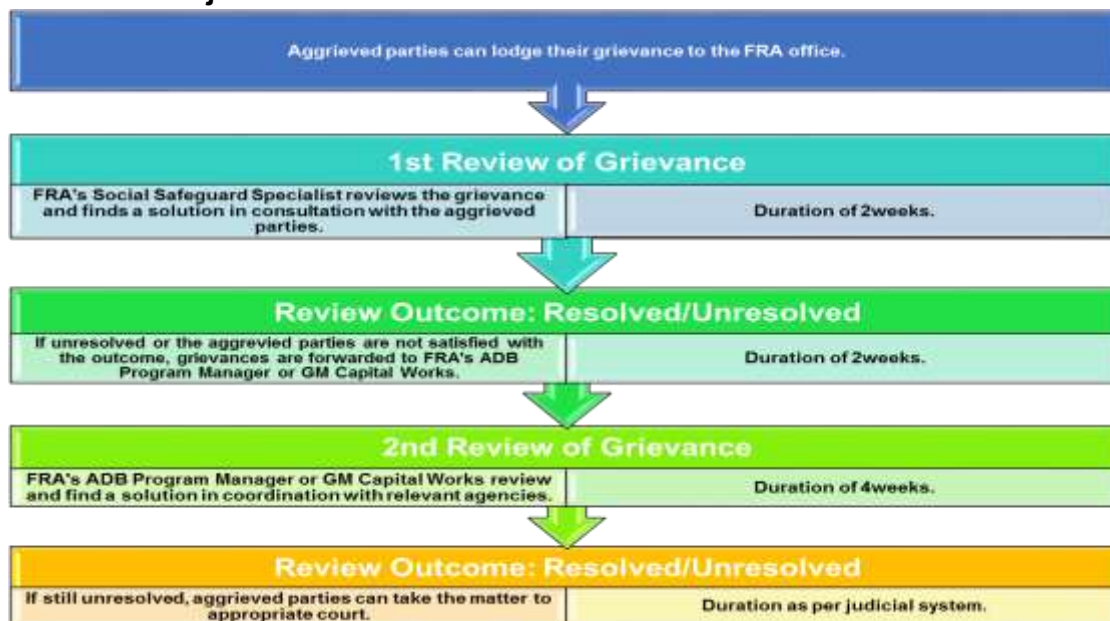 Aggrieved parties can lodge their grievance to the FRA office.
1st Review of Grievance
FRA's Social Safeguard Specialist reviews the grievance
and finds a solution in consultation with the aggrieved
parties.
Duration of 2weeks.
Review Outcome: Resolved/Unresolved
If unresolved or the aggrevied parties are not satisfied with
the outcome, grievances are forwarded to FRA's ADB
Program Manager or GM Capital Works.
Duration of 2weeks.
2nd Review of Grievance
FRA's ADB Program Manager or GM Capital Works review
and find a solution in coordination with relevant agencies.
Duration of 4weeks.
Review Outcome: Resolved/Unresolved
If still unresolved, aggrieved parties can take the matter to
appropriate court.
Duration as per judicial system.